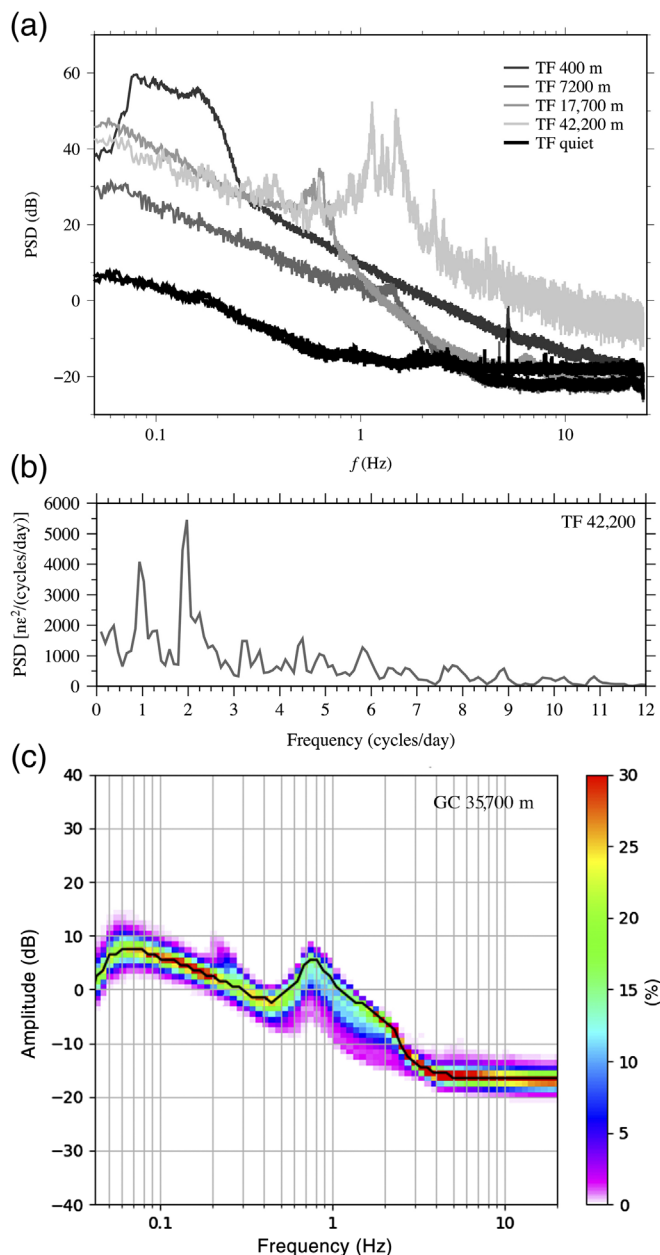 (a)
60
40
20
0
−20
PSD (dB)
TF 400 m
TF 7200 m
TF 17,700 m
TF 42,200 m
TF quiet
0.1 1 10
f (Hz)
(b)
6000
5000
4000
3000
2000
1000
0
PSD [nε²/(cycles/day)]
TF 42,200
0 1 2 3 4 5 6 7 8 9 10 11 12
Frequency (cycles/day)
(c)
40
30
20
10
0
−10
−20
−30
−40
Amplitude (dB)
GC 35,700 m
0.1 1 10
Frequency (Hz)
30
25
20
15
10
5
0
(%)